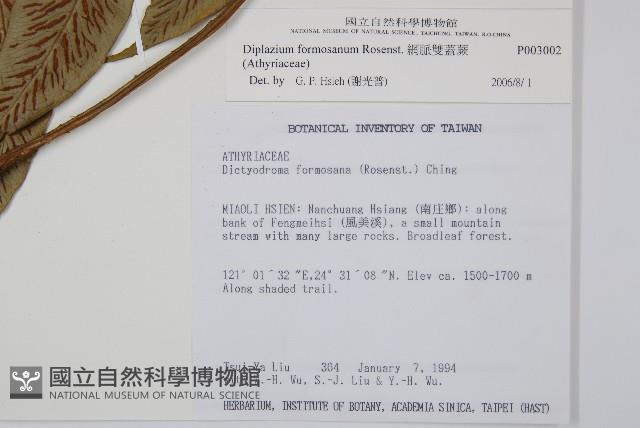 國立自然科學博物館
NATIONAL MUSEUM OF NATURAL SCIENCE, TAICHUNG, TAIWAN, R.O.CHINA
Diplazium formosanum Rosenst. 網脈雙蓋蕨 P003002
(Athyriaceae)
Det. by G. F. Hsieh (謝光普) 2006/8/1
BOTANICAL INVENTORY OF TAIWAN
ATHYRIACEAE
Dictyodroma formosana (Rosenst.) Ching
MIAOLI HSIEN: Nanchuang Hsiang (南庄鄉): along
bank of Fengmeihsi (風美溪), a small mountain
stream with many large rocks. Broadleaf forest.
121° 01´32 ″E,24° 31´08 ″N. Elev ca. 1500-1700 m
Along shaded trail.
Tsui-Ya Liu 304 January 7, 1994
-H. Wu, S.-J. Liu & Y.-H. Wu.
國立自然科學博物館
NATIONAL MUSEUM OF NATURAL SCIENCE
HERBARIUM, INSTITUTE OF BOTANY, ACADEMIA SINICA, TAIPEI (HAST)